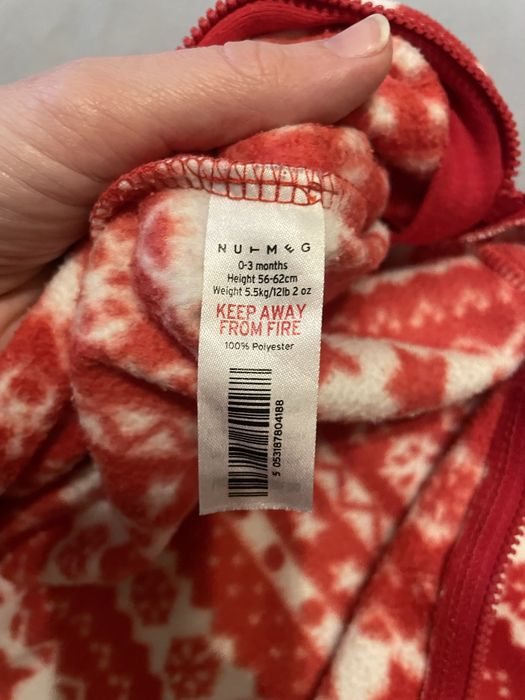 NUTMEG
0-3 months
Height 56-62cm
Weight 5.5kg/12lb 2 oz
KEEP AWAY
FROM FIRE
100% Polyester
5 053187804188